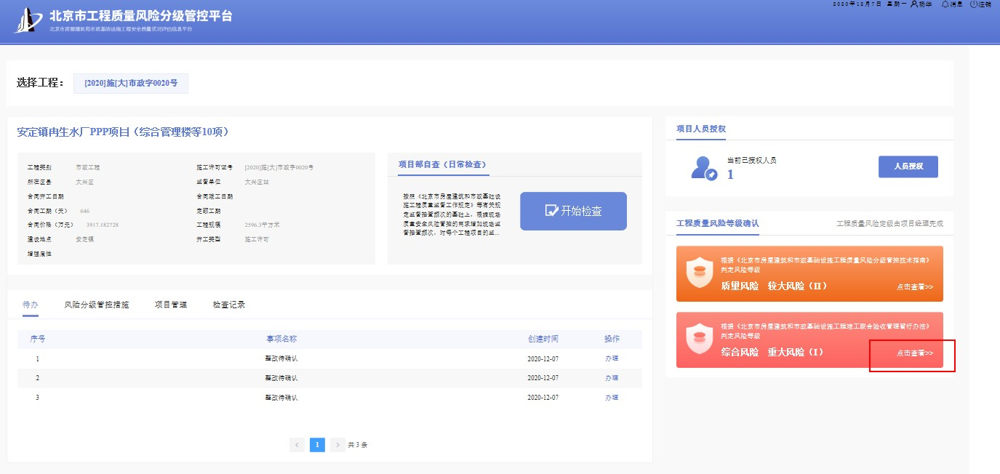 北京市工程质量风险分级管控平台
北京市房屋建筑和市政基础设施工程安全质量状况评估信息平台
2020年12月7日 星期一 杨华 消息 注销
选择工程： [2020]施[大]市政字0020号
安定镇冉生水厂PPP项目（综合管理楼等10项）
工程类别 市政工程 施工许可证号 [2020]施[大]市政字0020号
所在区县 大兴区 监督单位 大兴区站
合同开工日期 合同竣工日期
合同工期（天） 646 定额工期
合同价格（万元） 3917.182728 工程规模 2596.3平方米
建设地点 安定镇 开工类型 施工许可
增强属性
项目部自查（日常检查）
按照《北京市房屋建筑和市政基础设
施工程质量监督工作规定》等有关规
定监督抽查频次的基础上，根据现场
质量安全风险管控的需求增加现场监
督抽查频次，对每个工程项目的监...
开始检查
项目人员授权
当前已授权人员
1
人员授权
工程质量风险等级确认 工程质量风险定级由项目经理完成
根据《北京市房屋建筑和市政基础设施工程质量风险分级管控技术指南》
判定风险等级
质量风险 较大风险（II） 点击查看>>
根据《北京市房屋建筑和市政基础设施工程竣工联合验收管理暂行办法》
判定风险等级
综合风险 重大风险（I） 点击查看>>
待办 风险分级管控措施 项目管理 检查记录
序号 事项名称 创建时间 操作
1 整改待确认 2020-12-07 办理
2 整改待确认 2020-12-07 办理
3 整改待确认 2020-12-07 办理
< 1 > 共 3 条